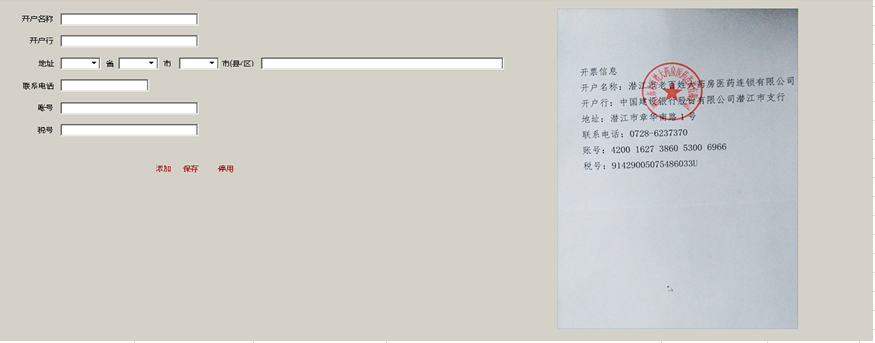 开户名称
开户行
地址 省 市 市(县/区)
联系电话
账号
税号
添加 保存 停用
开票信息
开户名称：潜江市老百姓大药房医药连锁有限公司
开户行：中国建设银行股份有限公司潜江市支行
地址：潜江市章华南路1号
联系电话：0728-6237370
账号：4200 1627 3860 5300 6966
税号：91429005075486033U